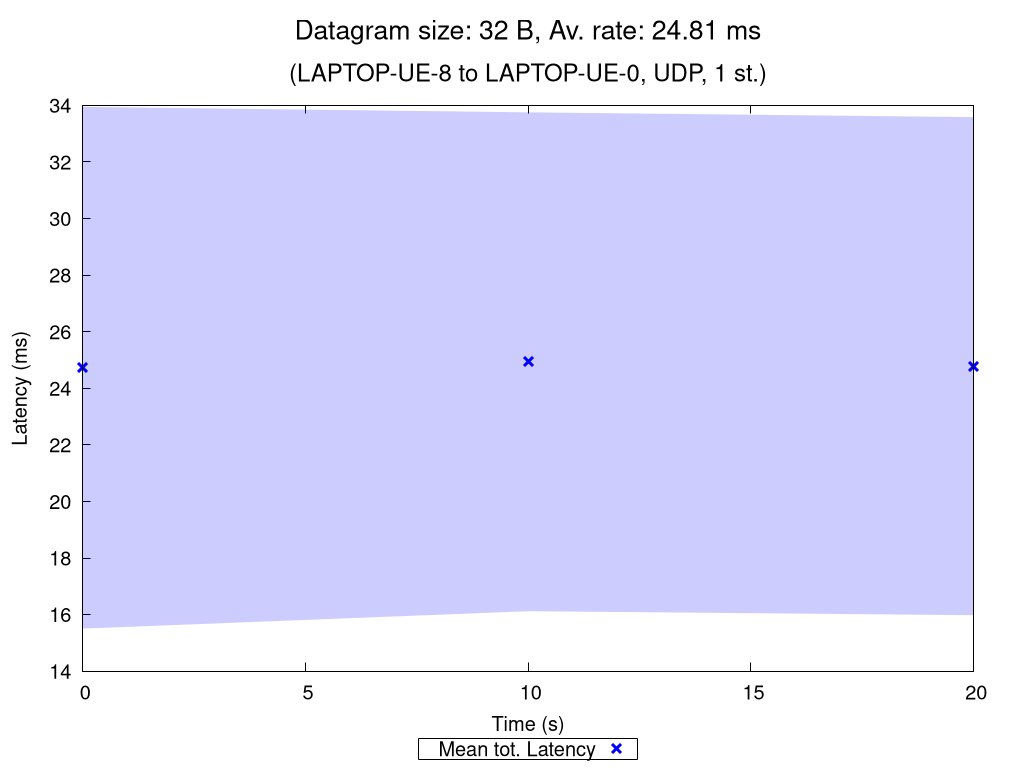 Datagram size: 32 B, Av. rate: 24.81 ms
(LAPTOP-UE-8 to LAPTOP-UE-0, UDP, 1 st.)
34
32
30
28
26
24
22
20
18
16
14
Latency (ms)
0 5 10 15 20
Time (s)
Mean tot. Latency